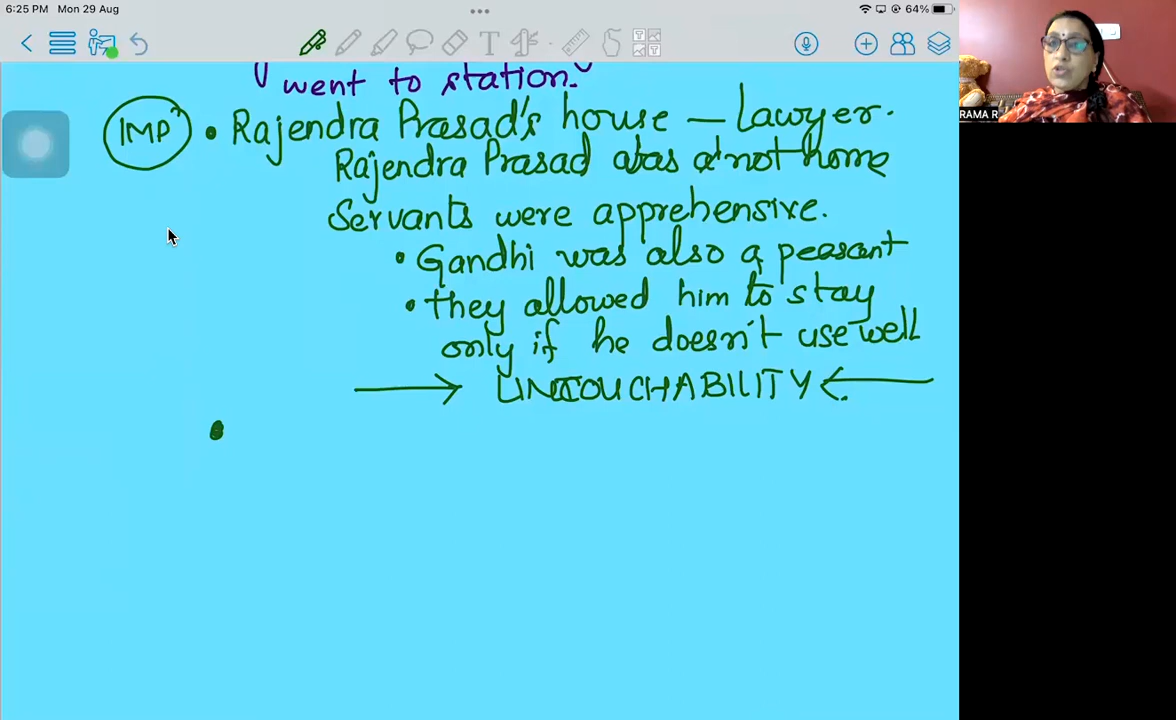 6:25 PM Mon 29 Aug
64%
went to station.
IMP
• Rajendra Prasad's house — Lawyer.
Rajendra Prasad was not home
Servants were apprehensive.
• Gandhi was also a peasant
• they allowed him to stay
only if he doesn't use well
→ UNTOUCHABILITY ←
•
RAMA R